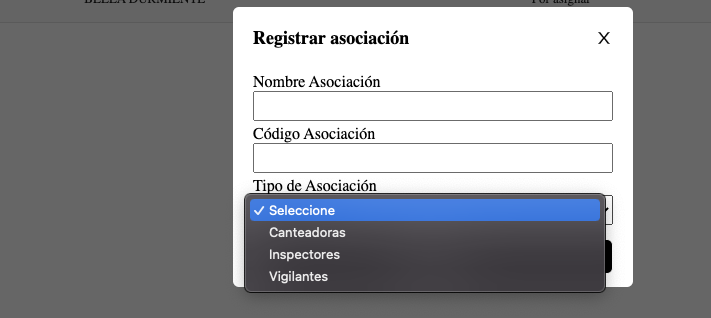 BELLA DURMIENTE Por asignar
Registrar asociación X
Nombre Asociación
Código Asociación
Tipo de Asociación
✓ Seleccione
Canteadoras
Inspectores
Vigilantes